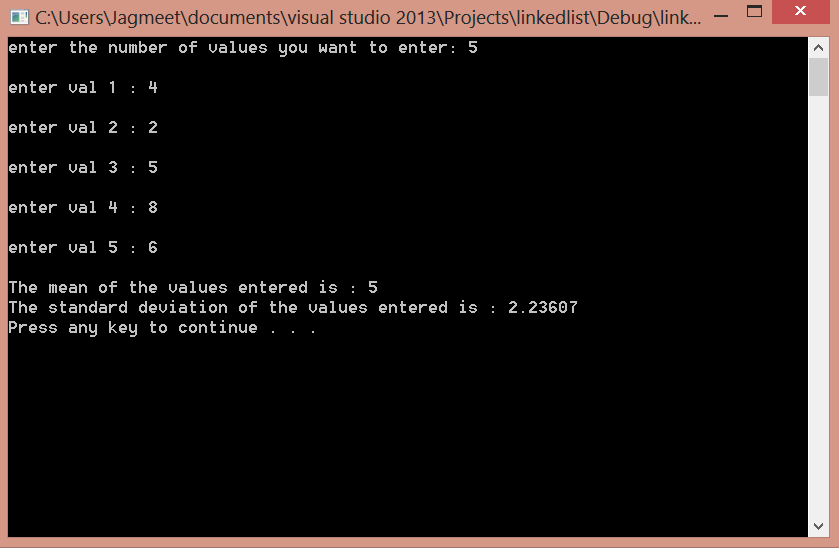 C:\Users\Jagmeet\documents\visual studio 2013\Projects\linkedlist\Debug\link...
enter the number of values you want to enter: 5
enter val 1 : 4
enter val 2 : 2
enter val 3 : 5
enter val 4 : 8
enter val 5 : 6
The mean of the values entered is : 5
The standard deviation of the values entered is : 2.23607
Press any key to continue . . .